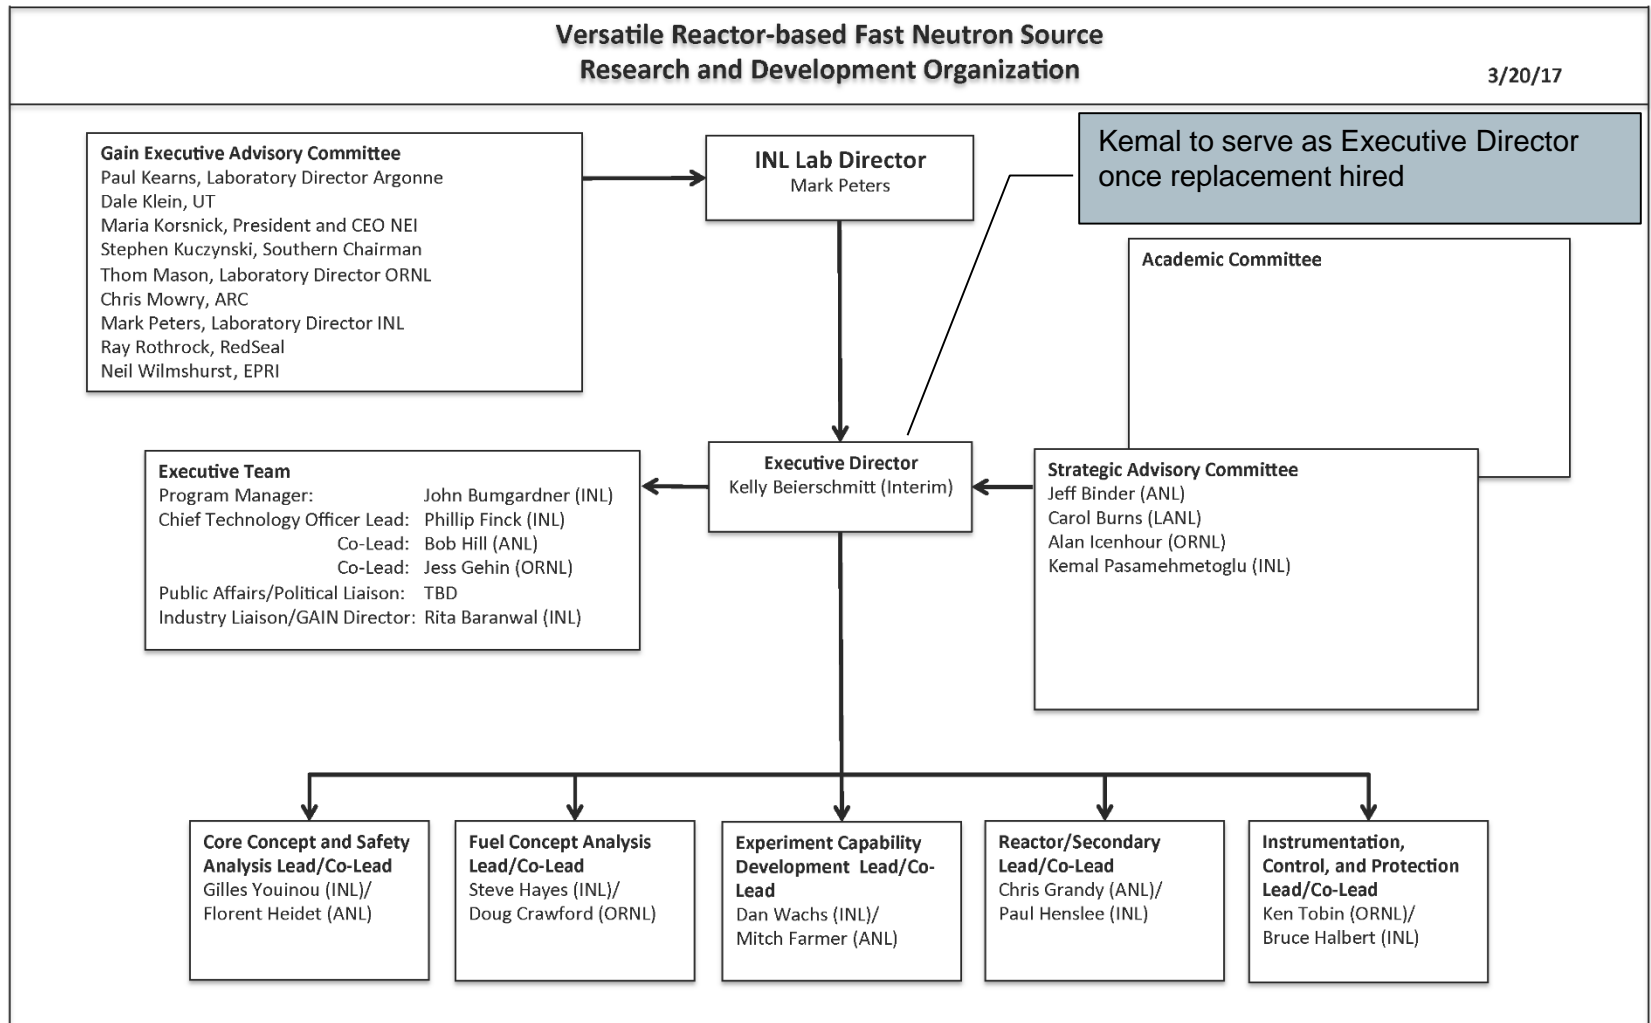 Versatile Reactor-based Fast Neutron Source
Research and Development Organization
3/20/17
Gain Executive Advisory Committee
Paul Kearns, Laboratory Director Argonne
Dale Klein, UT
Maria Korsnick, President and CEO NEI
Stephen Kuczynski, Southern Chairman
Thom Mason, Laboratory Director ORNL
Chris Mowry, ARC
Mark Peters, Laboratory Director INL
Ray Rothrock, RedSeal
Neil Wilmshurst, EPRI
INL Lab Director
Mark Peters
Kemal to serve as Executive Director
once replacement hired
Academic Committee
Executive Team
Program Manager: John Bumgardner (INL)
Chief Technology Officer Lead: Phillip Finck (INL)
Co-Lead: Bob Hill (ANL)
Co-Lead: Jess Gehin (ORNL)
Public Affairs/Political Liaison: TBD
Industry Liaison/GAIN Director: Rita Baranwal (INL)
Executive Director
Kelly Beierschmitt (Interim)
Strategic Advisory Committee
Jeff Binder (ANL)
Carol Burns (LANL)
Alan Icenhour (ORNL)
Kemal Pasamehmetoglu (INL)
Core Concept and Safety
Analysis Lead/Co-Lead
Gilles Youinou (INL)/
Florent Heidet (ANL)
Fuel Concept Analysis
Lead/Co-Lead
Steve Hayes (INL)/
Doug Crawford (ORNL)
Experiment Capability
Development Lead/Co-
Lead
Dan Wachs (INL)/
Mitch Farmer (ANL)
Reactor/Secondary
Lead/Co-Lead
Chris Grandy (ANL)/
Paul Henslee (INL)
Instrumentation,
Control, and Protection
Lead/Co-Lead
Ken Tobin (ORNL)/
Bruce Halbert (INL)